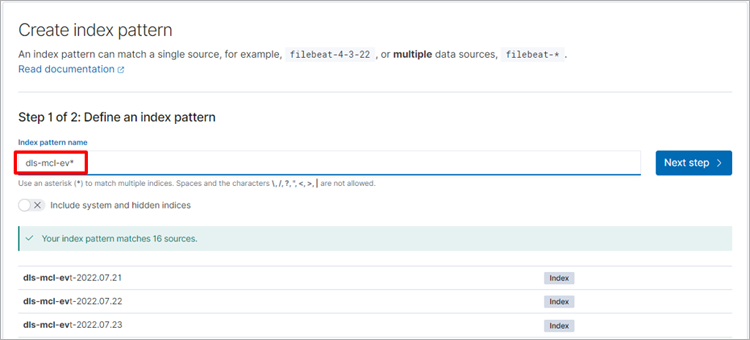 Create index pattern
An index pattern can match a single source, for example, filebeat-4-3-22 , or multiple data sources, filebeat-* .
Read documentation
Step 1 of 2: Define an index pattern
Index pattern name
dls-mcl-ev*
Next step
Use an asterisk (*) to match multiple indices. Spaces and the characters \, /, ?, ", <, >, | are not allowed.
Include system and hidden indices
Your index pattern matches 16 sources.
dls-mcl-evt-2022.07.21 Index
dls-mcl-evt-2022.07.22 Index
dls-mcl-evt-2022.07.23 Index